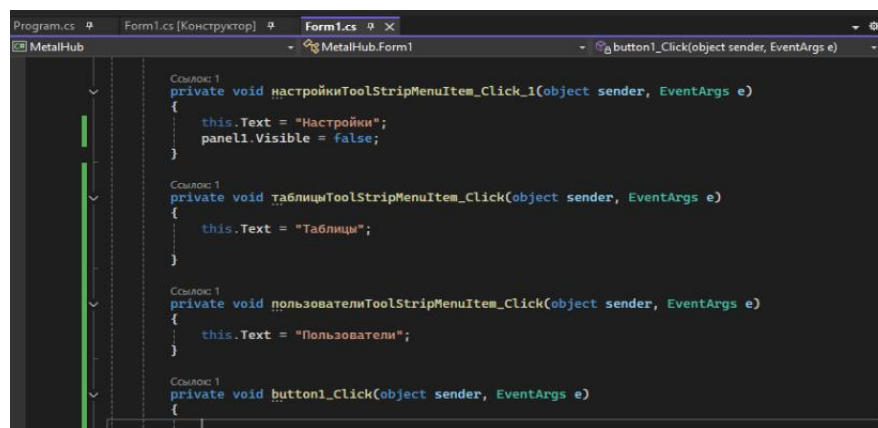 Program.cs Form1.cs [Конструктор] Form1.cs
MetalHub MetalHub.Form1 button1_Click(object sender, EventArgs e)
Ссылок: 1
private void настройкиToolStripMenuItem_Click_1(object sender, EventArgs e)
{
this.Text = "Настройки";
panel1.Visible = false;
}
Ссылок: 1
private void таблицыToolStripMenuItem_Click(object sender, EventArgs e)
{
this.Text = "Таблицы";
}
Ссылок: 1
private void пользователиToolStripMenuItem_Click(object sender, EventArgs e)
{
this.Text = "Пользователи";
}
Ссылок: 1
private void button1_Click(object sender, EventArgs e)
{